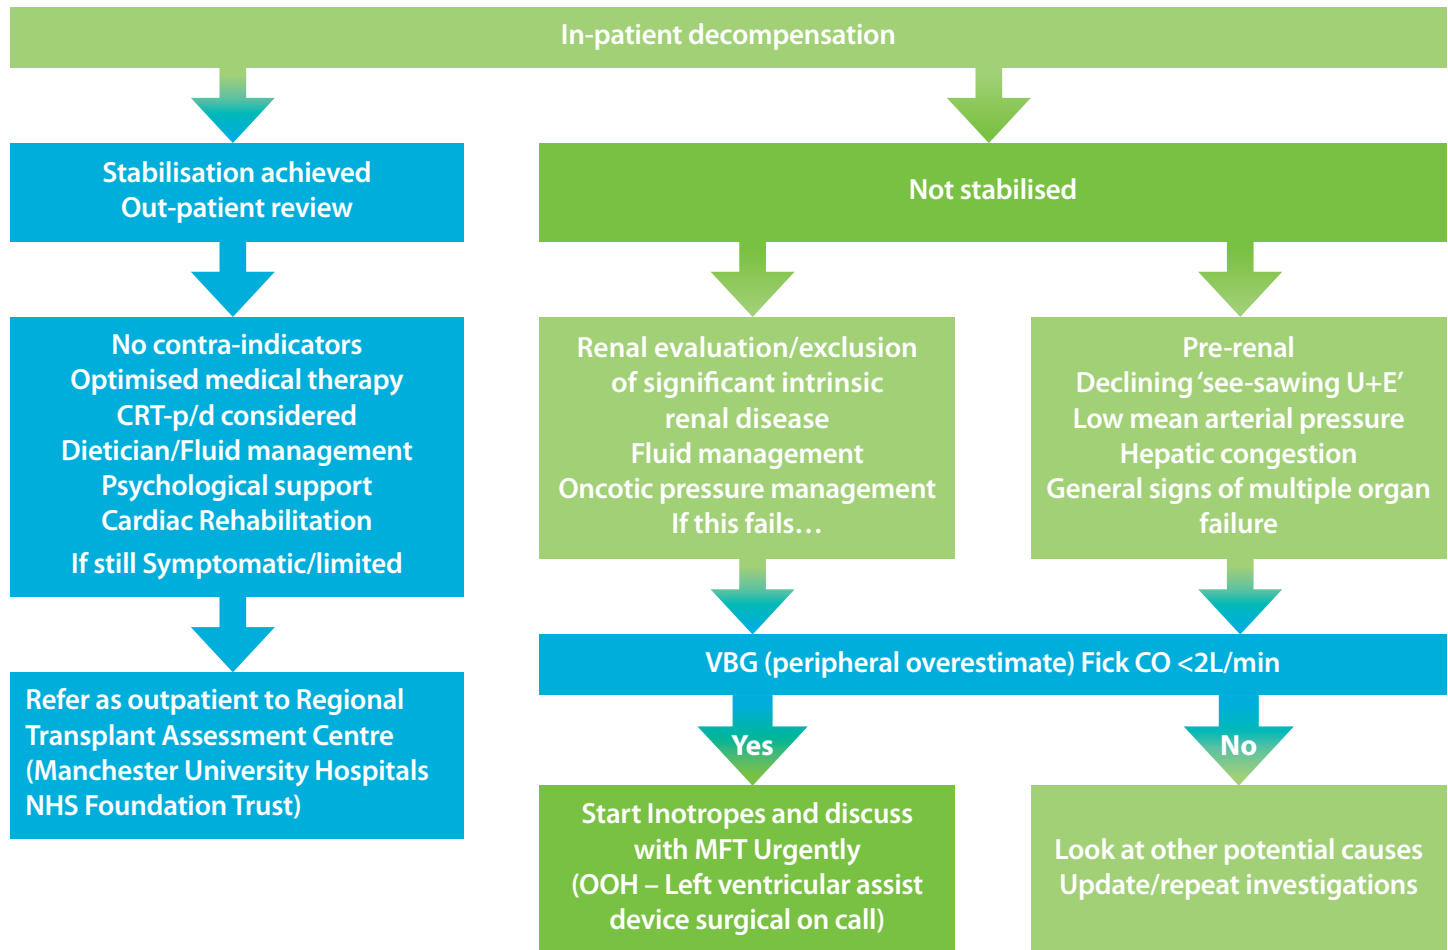 In-patient decompensation
Stabilisation achieved
Out-patient review
Not stabilised
No contra-indicators
Optimised medical therapy
CRT-p/d considered
Dietician/Fluid management
Psychological support
Cardiac Rehabilitation
If still Symptomatic/limited
Renal evaluation/exclusion
of significant intrinsic
renal disease
Fluid management
Oncotic pressure management
If this fails…
Pre-renal
Declining ‘see-sawing U+E’
Low mean arterial pressure
Hepatic congestion
General signs of multiple organ
failure
Refer as outpatient to Regional
Transplant Assessment Centre
(Manchester University Hospitals
NHS Foundation Trust)
VBG (peripheral overestimate) Fick CO <2L/min
Yes
No
Start Inotropes and discuss
with MFT Urgently
(OOH – Left ventricular assist
device surgical on call)
Look at other potential causes
Update/repeat investigations